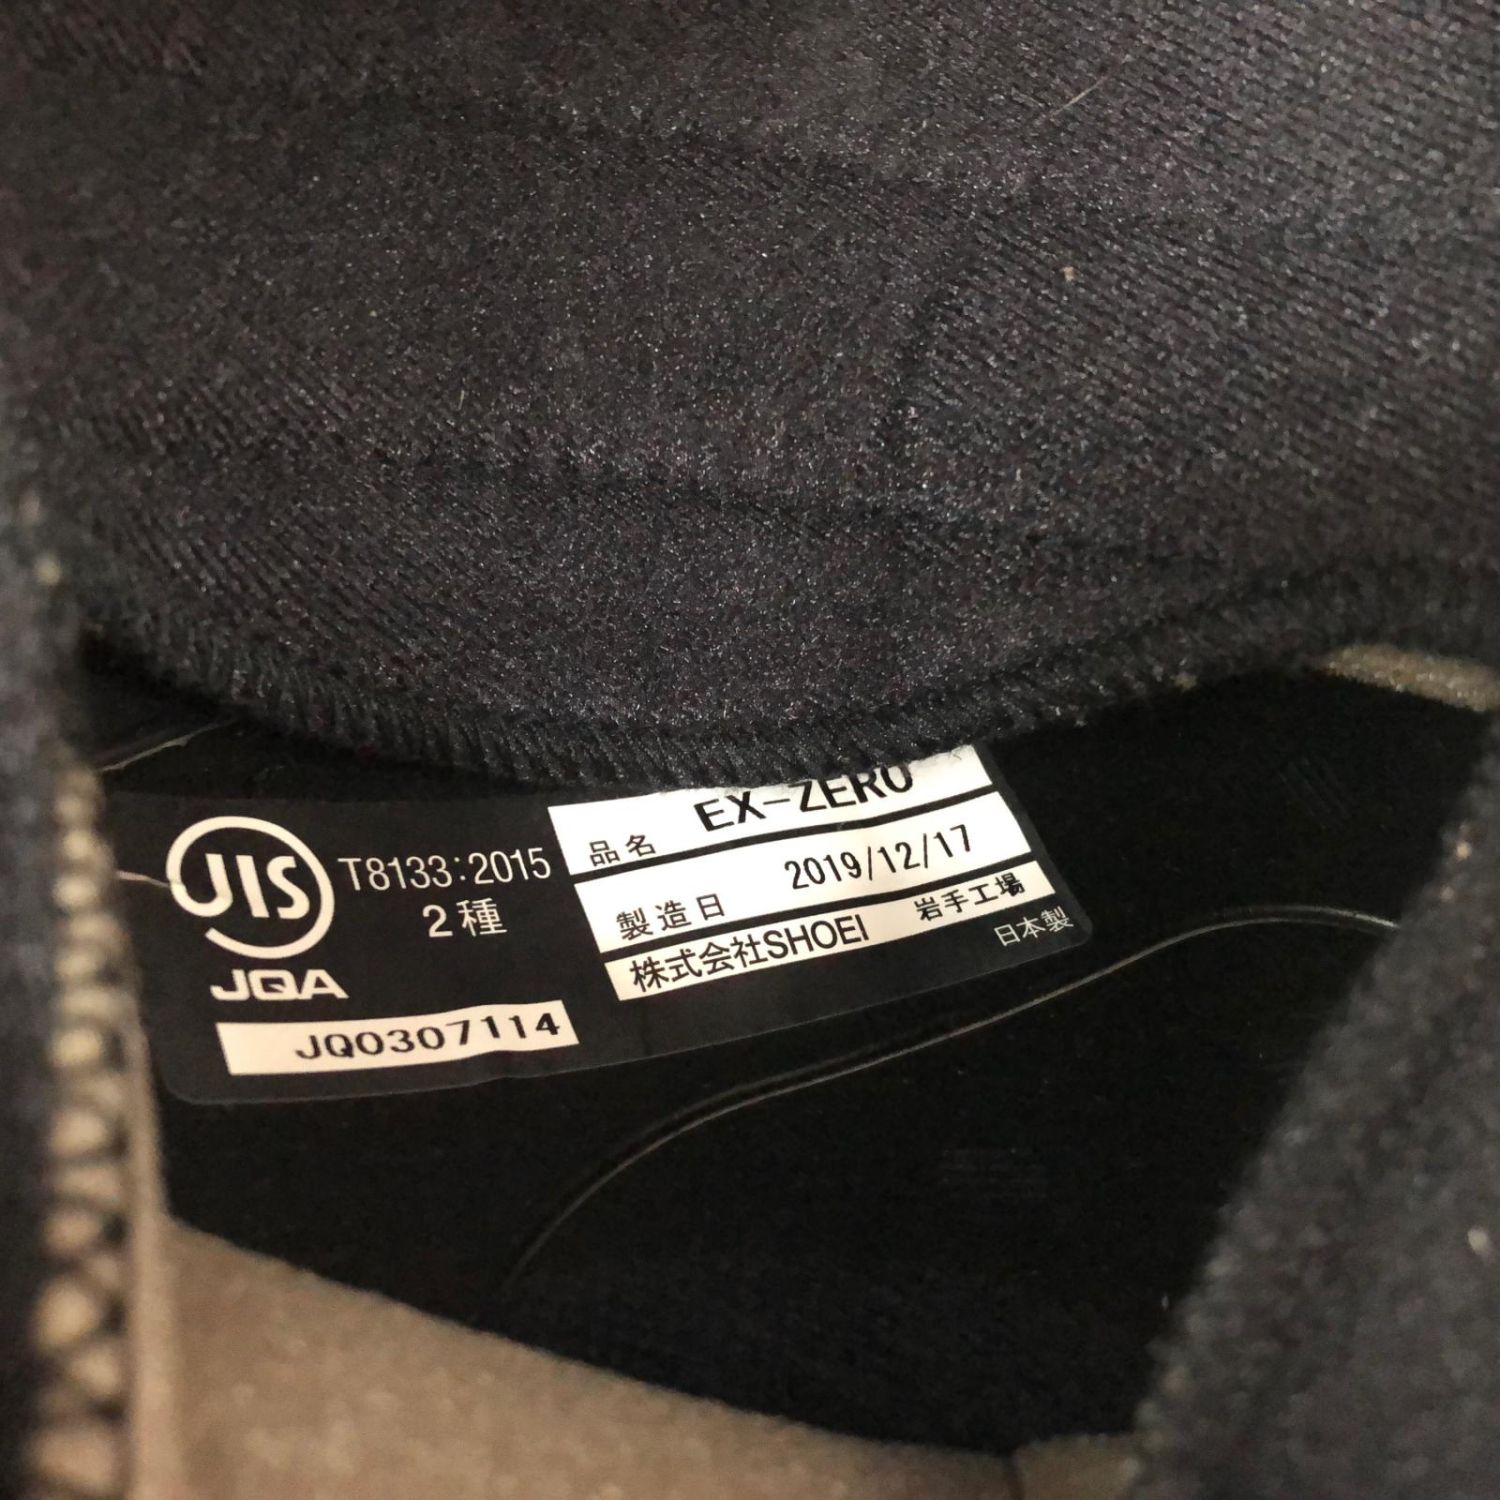 JIS
T8133:2015
2種
JQA
JQ0307114
品名 EX-ZERO
製造日 2019/12/17
株式会社SHOEI 岩手工場
日本製